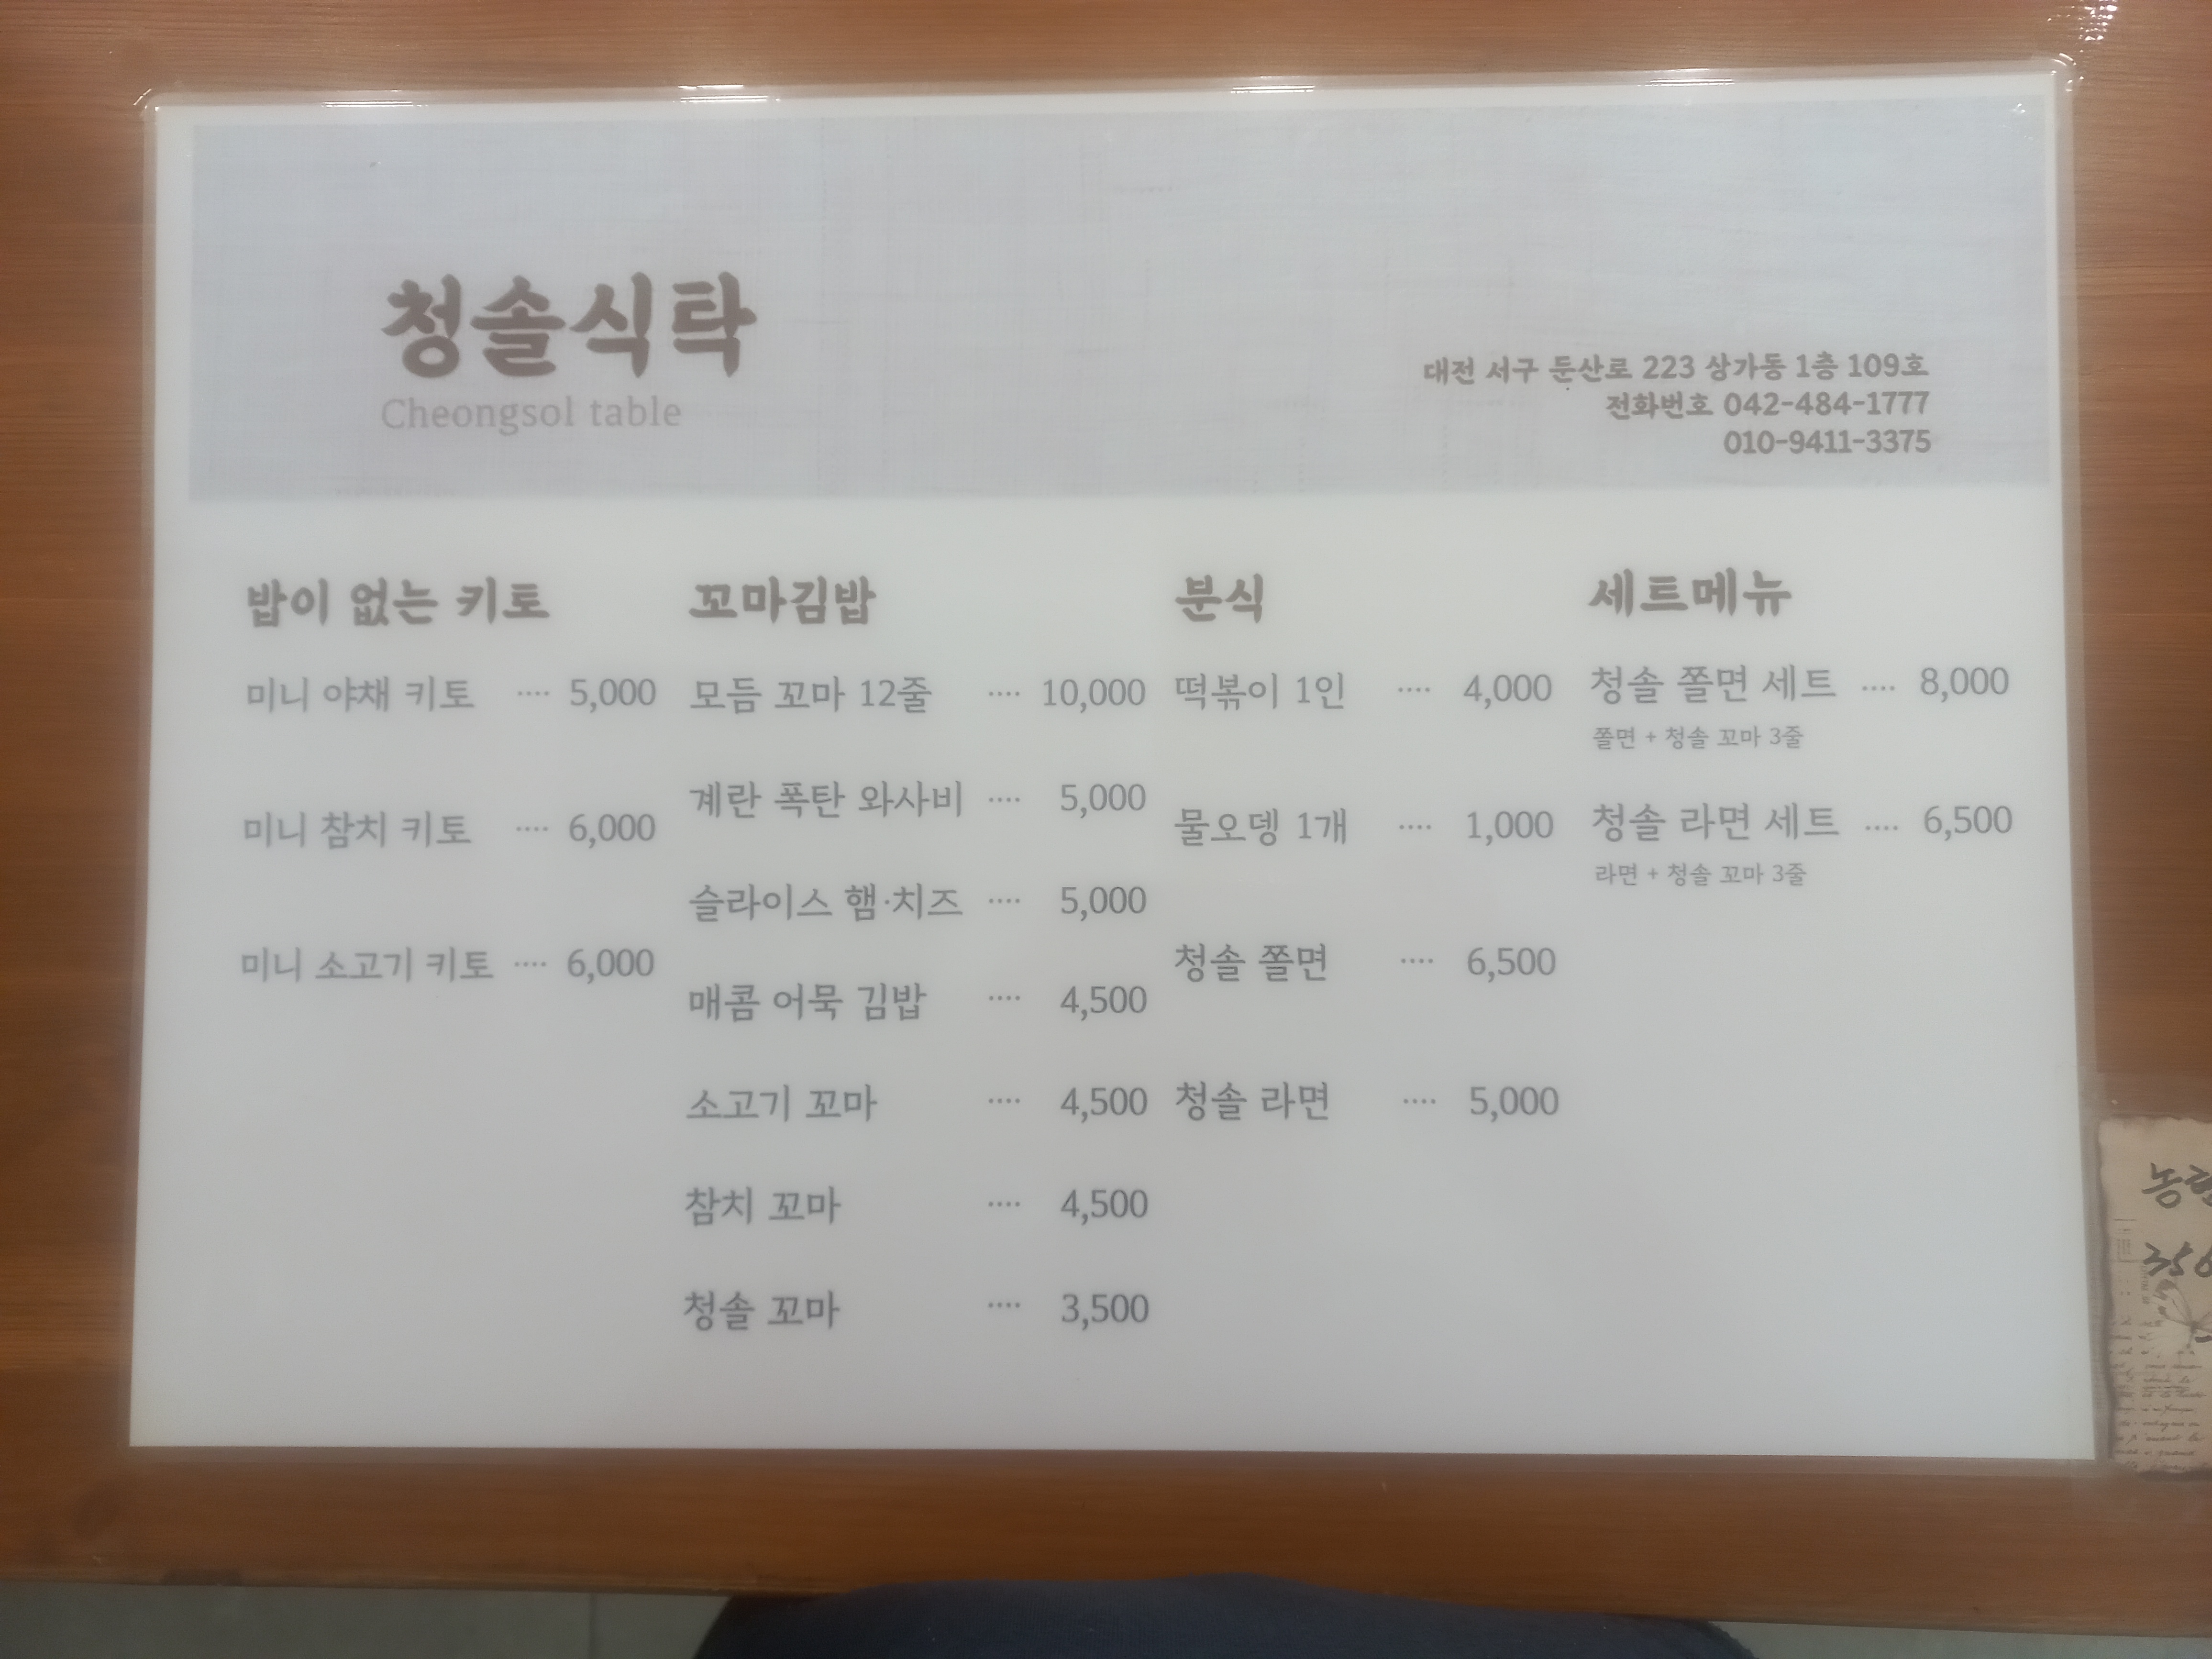 청솔식탁
Cheongsol table
대전 서구 둔산로 223 상가동 1층 109호
전화번호 042-484-1777
010-9411-3375
밥이 없는 키토
미니 야채 키토 ···· 5,000
미니 참치 키토 ···· 6,000
미니 소고기 키토 ···· 6,000
꼬마김밥
모듬 꼬마 12줄 ···· 10,000
계란 폭탄 와사비 ···· 5,000
슬라이스 햄·치즈 ···· 5,000
매콤 어묵 김밥 ···· 4,500
소고기 꼬마 ···· 4,500
참치 꼬마 ···· 4,500
청솔 꼬마 ···· 3,500
분식
떡볶이 1인 ···· 4,000
물오뎅 1개 ···· 1,000
청솔 쫄면 ···· 6,500
청솔 라면 ···· 5,000
세트메뉴
청솔 쫄면 세트 .... 8,000
쫄면 + 청솔 꼬마 3줄
청솔 라면 세트 .... 6,500
라면 + 청솔 꼬마 3줄